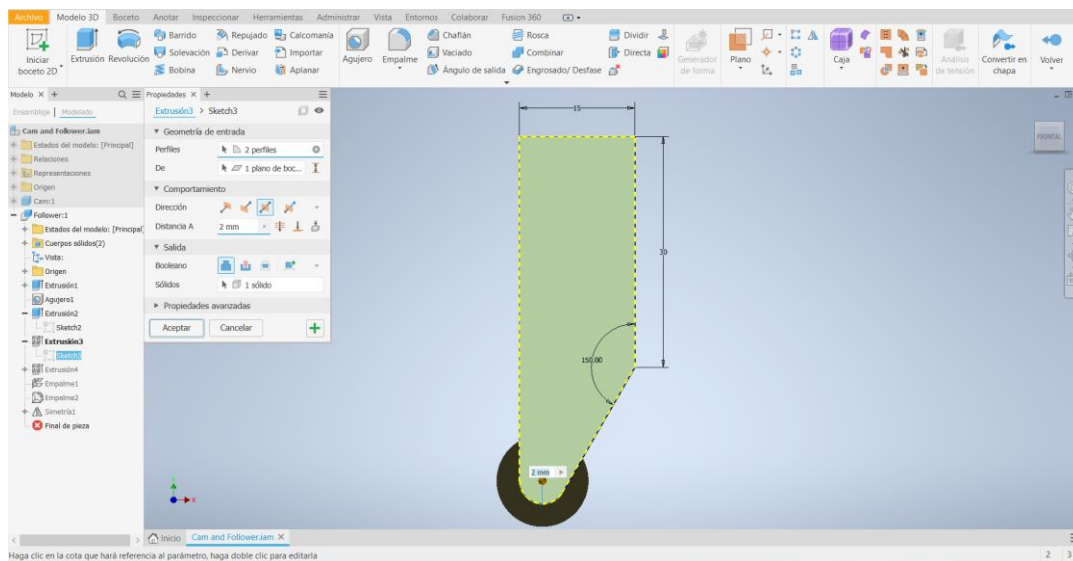 Archivo Modelo 3D Boceto Anotar Inspeccionar Herramientas Administrar Vista Entornos Colaborar Fusion 360
Iniciar boceto 2D
Extrusión Revolución
Barrido Repujado Calcomanía
Solevación Derivar Importar
Bobina Nervio Aplanar
Agujero Empalme
Chaflán Rosca Dividir
Vaciado Combinar Directa
Ángulo de salida Engrosado/ Desfase
Generador de forma
Plano
Caja
Análisis de tensión
Convertir en chapa
Volver
Modelo × +
Ensamblaje | Modelado
Cam and Follower.iam
Estados del modelo: [Principal]
Relaciones
Representaciones
Origen
Cam:1
Follower:1
Estados del modelo: [Principal]
Cuerpos sólidos(2)
Vista:
Origen
Extrusión1
Agujero1
Extrusión2
Sketch2
Extrusión3
Sketch3
Extrusión4
Empalme1
Empalme2
Simetría1
Final de pieza
Propiedades × +
Extrusión3 > Sketch3
Geometría de entrada
Perfiles 2 perfiles
De 1 plano de boc...
Comportamiento
Dirección
Distancia A 2 mm
Salida
Booleano
Sólidos 1 sólido
Propiedades avanzadas
Aceptar Cancelar
15
150.00
2 mm
FRONTAL
Y
X
Inicio Cam and Follower.iam ×
Haga clic en la cota que hará referencia al parámetro, haga doble clic para editarla
2 3